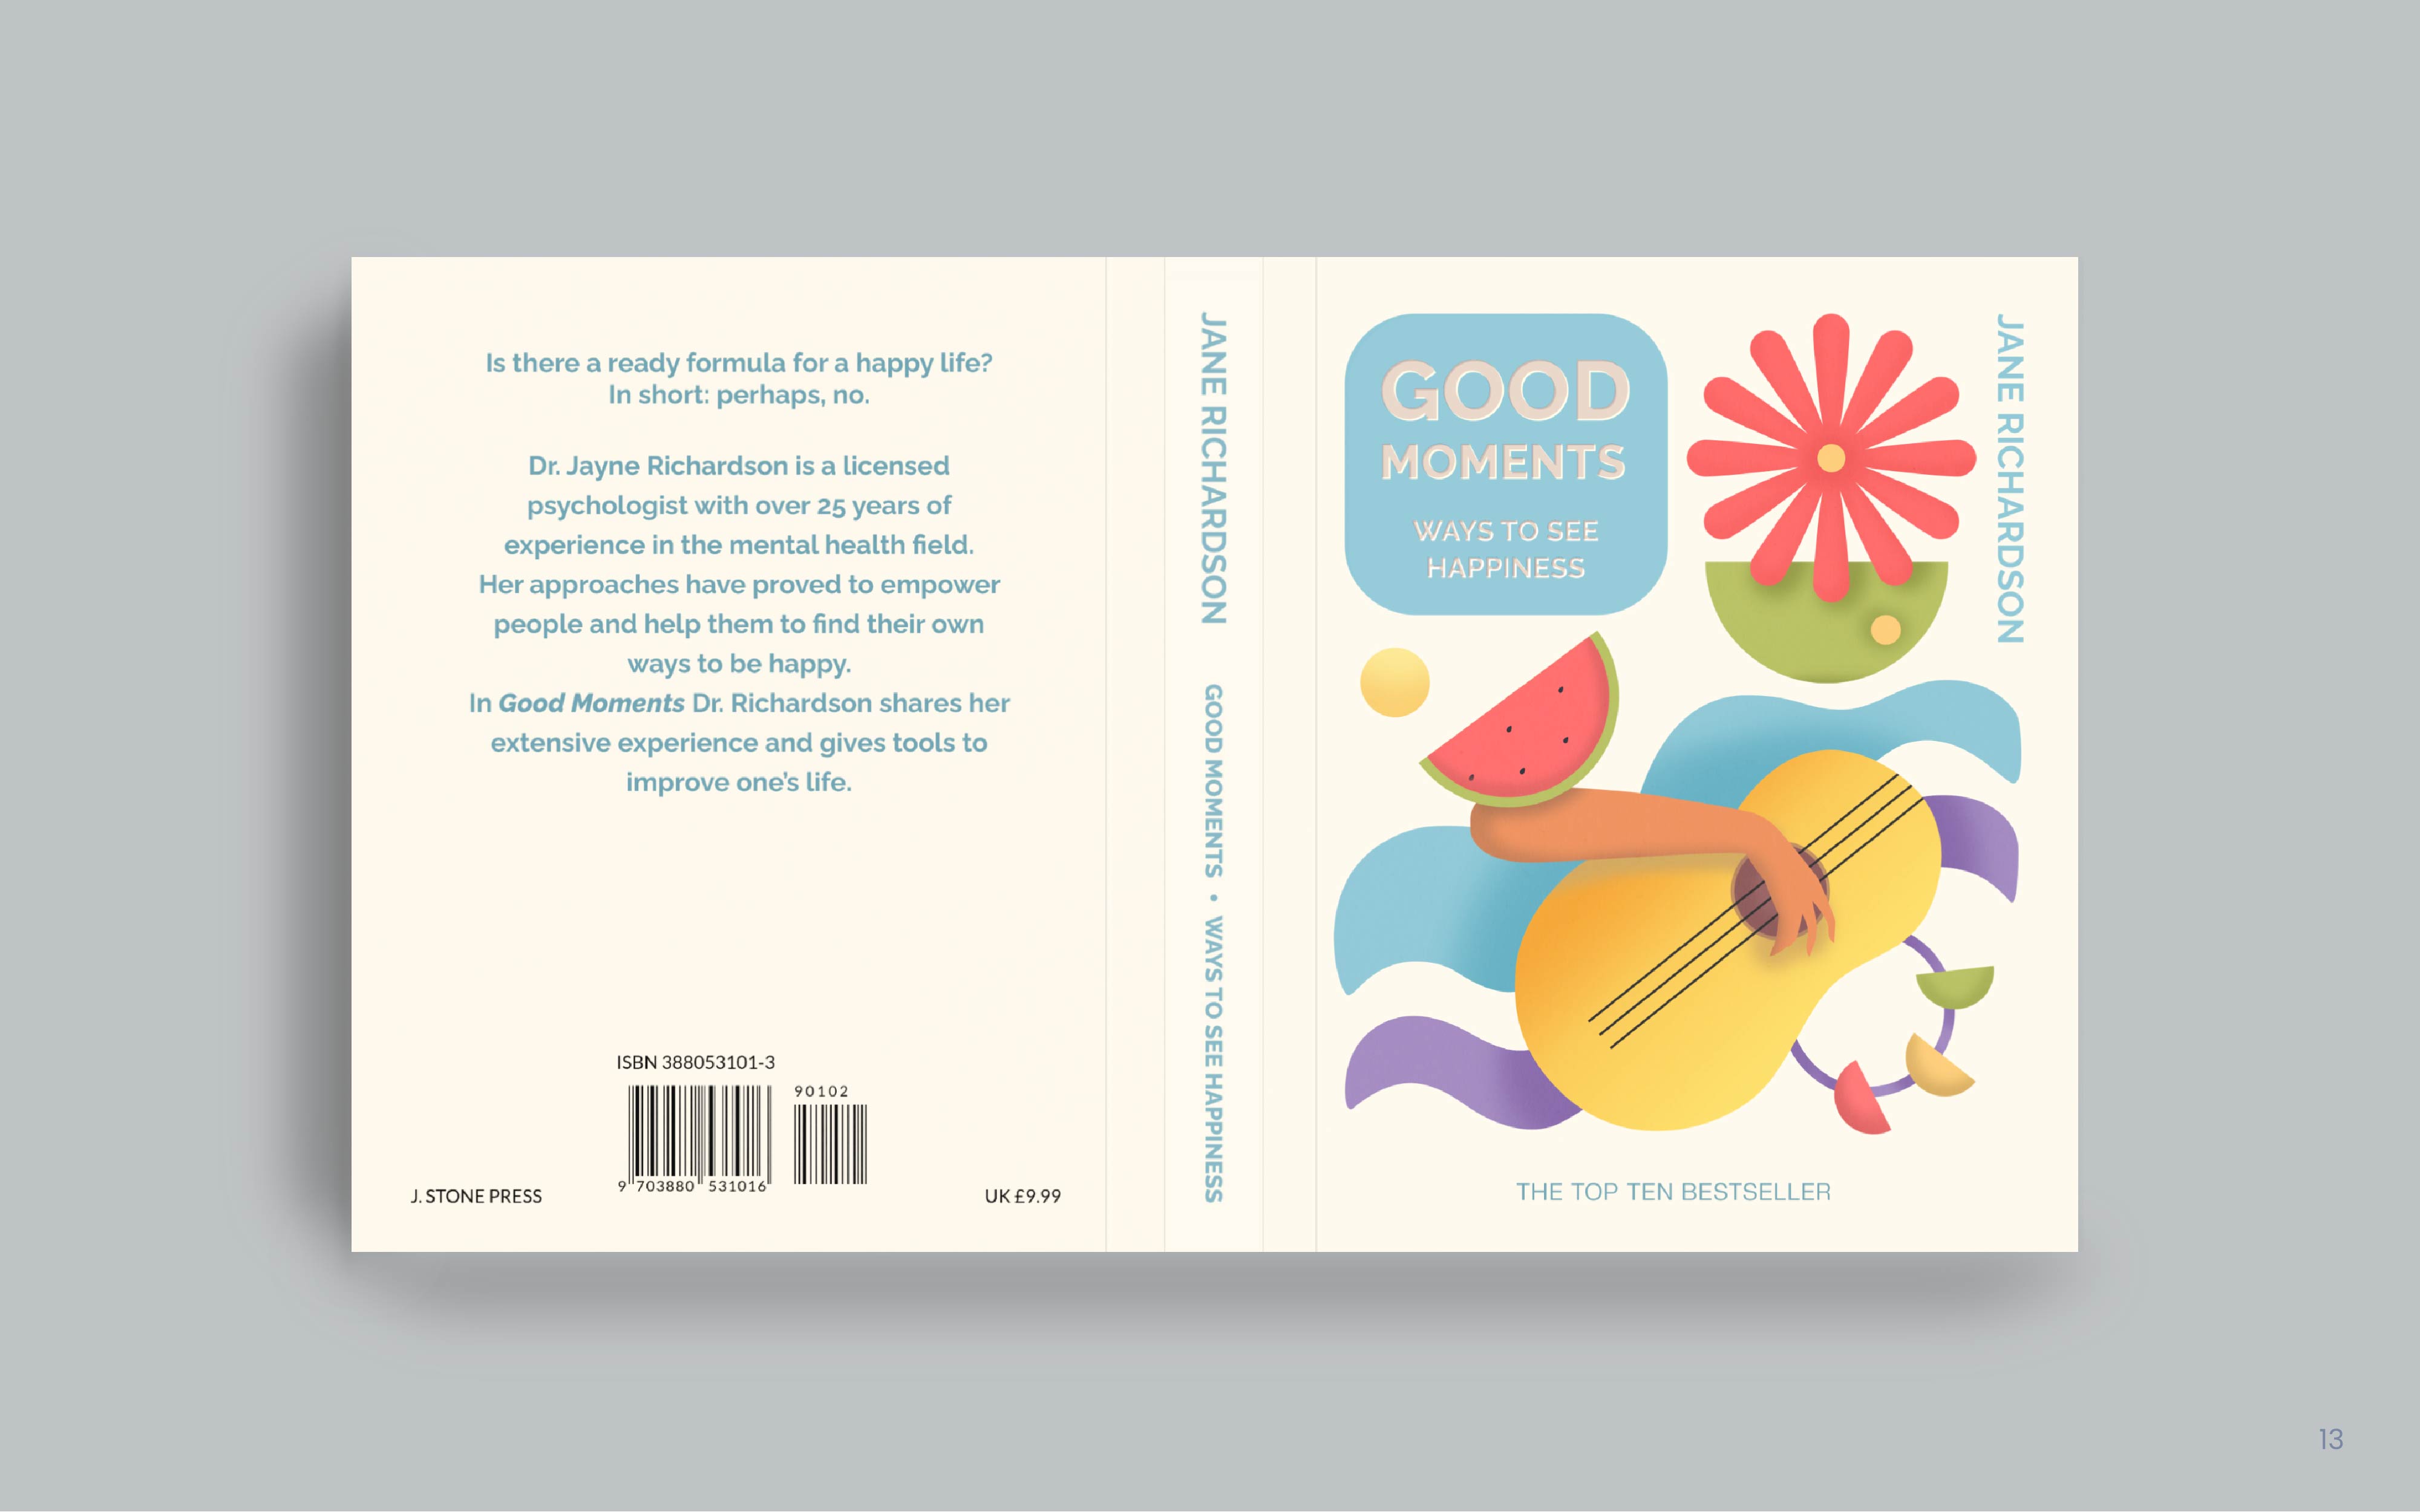 Is there a ready formula for a happy life?
In short: perhaps, no.
Dr. Jayne Richardson is a licensed
psychologist with over 25 years of
experience in the mental health field.
Her approaches have proved to empower
people and help them to find their own
ways to be happy.
In Good Moments Dr. Richardson shares her
extensive experience and gives tools to
improve one's life.
ISBN 388053101-3
90102
9 703880 531016
J. STONE PRESS
UK £9.99
JANE RICHARDSON
GOOD MOMENTS • WAYS TO SEE HAPPINESS
GOOD
MOMENTS
WAYS TO SEE
HAPPINESS
JANE RICHARDSON
THE TOP TEN BESTSELLER
13